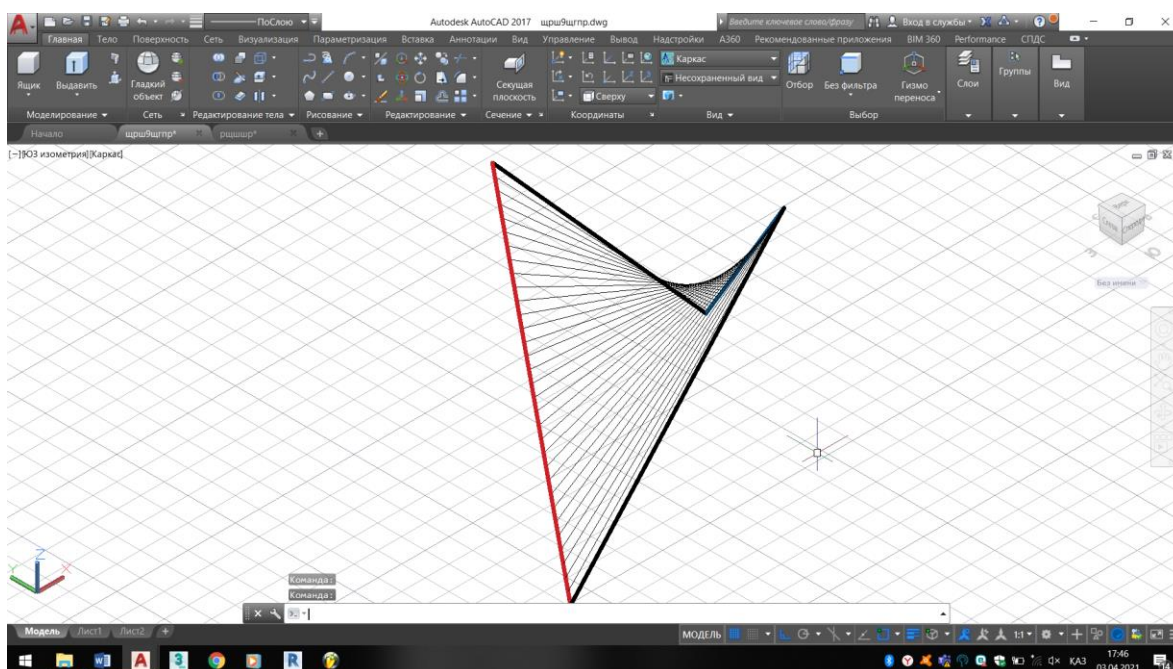 ПоСлою
Autodesk AutoCAD 2017 щрш9щгпр.dwg
Введите ключевое слово/фразу
Вход в службы
Главная Тело Поверхность Сеть Визуализация Параметризация Вставка Аннотации Вид Управление Вывод Надстройки A360 Рекомендованные приложения BIM 360 Performance СПДС
Ящик Выдавить Гладкий объект Секущая плоскость
Каркас
Несохраненный вид
Сверху
Отбор Без фильтра Гизмо переноса Слои Группы Вид
Моделирование Сеть Редактирование тела Рисование Редактирование Сечение Координаты Вид Выбор
Начало щрш9щгпр* рщшшр*
[−][ЮЗ изометрия][Каркас]
Без имени
Z
X
Команда:
Команда:
Модель Лист1 Лист2 +
МОДЕЛЬ 1:1
A 3 R
ҚАЗ 17:46
03.04.2021